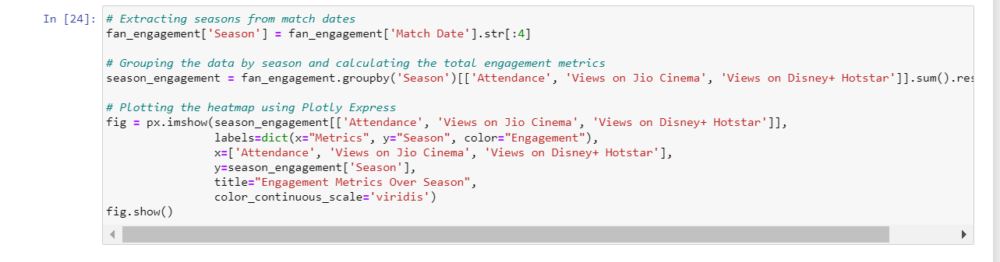 In [24]: # Extracting seasons from match dates
fan_engagement['Season'] = fan_engagement['Match Date'].str[:4]
# Grouping the data by season and calculating the total engagement metrics
season_engagement = fan_engagement.groupby('Season')[['Attendance', 'Views on Jio Cinema', 'Views on Disney+ Hotstar']].sum().res
# Plotting the heatmap using Plotly Express
fig = px.imshow(season_engagement[['Attendance', 'Views on Jio Cinema', 'Views on Disney+ Hotstar']],
labels=dict(x="Metrics", y="Season", color="Engagement"),
x=['Attendance', 'Views on Jio Cinema', 'Views on Disney+ Hotstar'],
y=season_engagement['Season'],
title="Engagement Metrics Over Season",
color_continuous_scale='viridis')
fig.show()